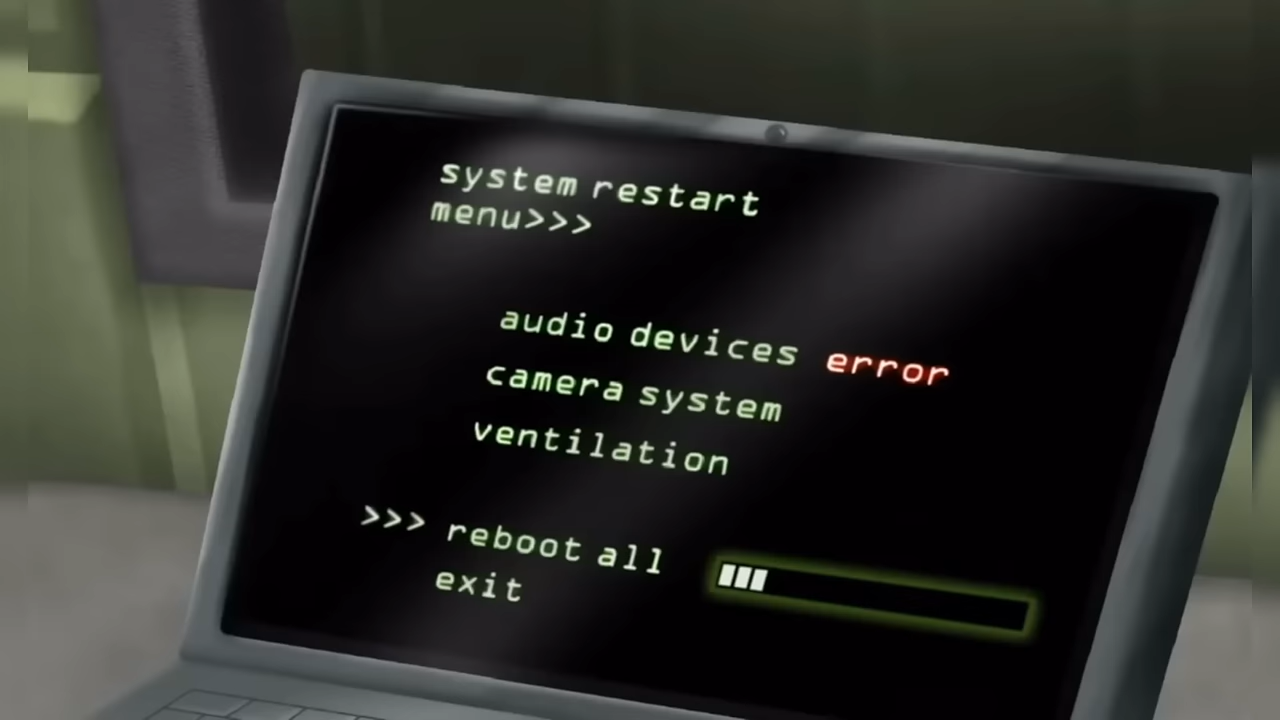 system restart
menu>>>
audio devices error
camera system
ventilation
>>> reboot all
exit